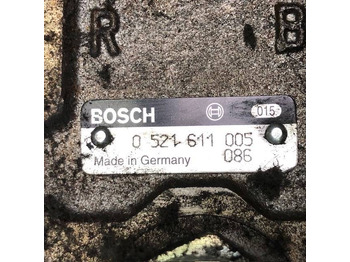 R B
BOSCH 015
0 521 611 005
Made in Germany 086